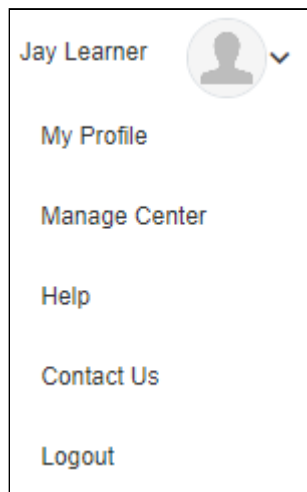 Jay Learner
My Profile
Manage Center
Help
Contact Us
Logout